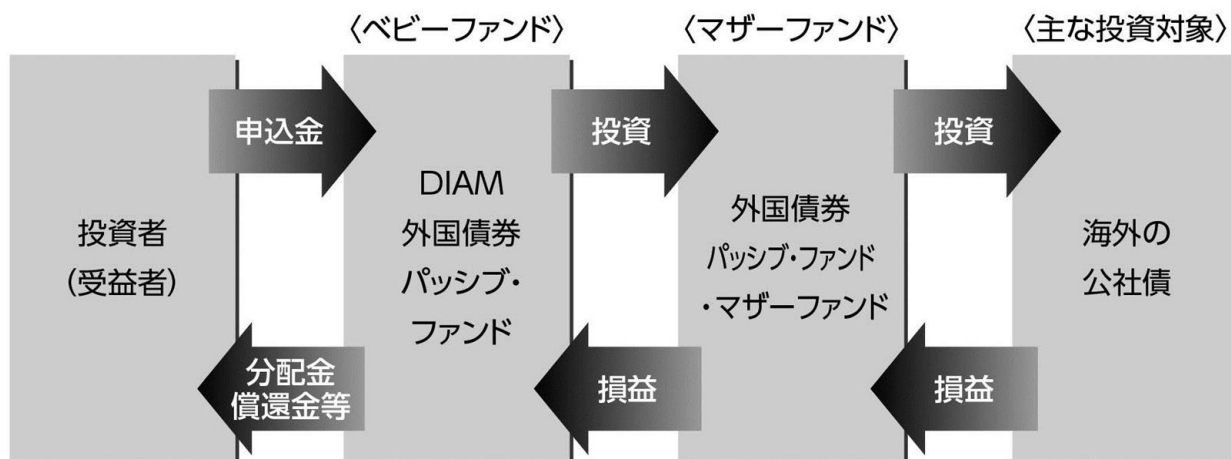 〈ベビーファンド〉
〈マザーファンド〉
〈主な投資対象〉
申込金
投資
投資
投資者
(受益者)
DIAM
外国債券
パッシブ・
ファンド
外国債券
パッシブ・ファンド
・マザーファンド
海外の
公社債
分配金
償還金等
損益
損益